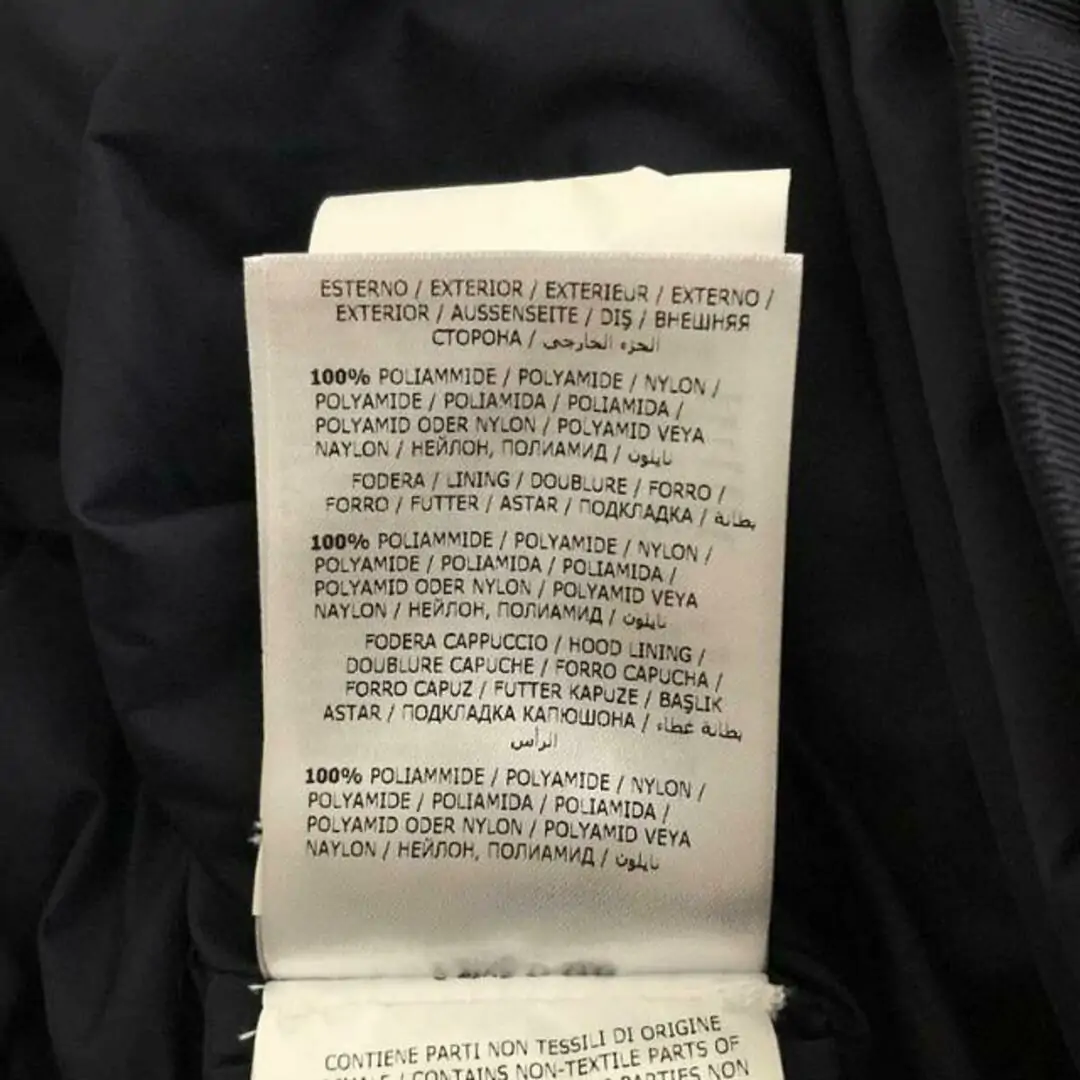 ESTERNO / EXTERIOR / EXTERIEUR / EXTERNO /
EXTERIOR / AUSSENSEITE / DIŞ / ВНЕШНЯЯ
СТОРОНА / الجزء الخارجي
100% POLIAMMIDE / POLYAMIDE / NYLON /
POLYAMIDE / POLIAMIDA / POLIAMIDA /
POLYAMID ODER NYLON / POLYAMID VEYA
NAYLON / НЕЙЛОН, ПОЛИАМИД / نايلون
FODERA / LINING / DOUBLURE / FORRO /
FORRO / FUTTER / ASTAR / ПОДКЛАДКА / بطانة
100% POLIAMMIDE / POLYAMIDE / NYLON /
POLYAMIDE / POLIAMIDA / POLIAMIDA /
POLYAMID ODER NYLON / POLYAMID VEYA
NAYLON / НЕЙЛОН, ПОЛИАМИД / نايلون
FODERA CAPPUCCIO / HOOD LINING /
DOUBLURE CAPUCHE / FORRO CAPUCHA /
FORRO CAPUZ / FUTTER KAPUZE / BAŞLIK
ASTAR / ПОДКЛАДКА КАПЮШОНА / بطانة غطاء
الرأس
100% POLIAMMIDE / POLYAMIDE / NYLON /
POLYAMIDE / POLIAMIDA / POLIAMIDA /
POLYAMID ODER NYLON / POLYAMID VEYA
NAYLON / НЕЙЛОН, ПОЛИАМИД / نايلون
CONTIENE PARTI NON TESSILI DI ORIGINE
/ CONTAINS NON-TEXTILE PARTS OF
PARTIES NON